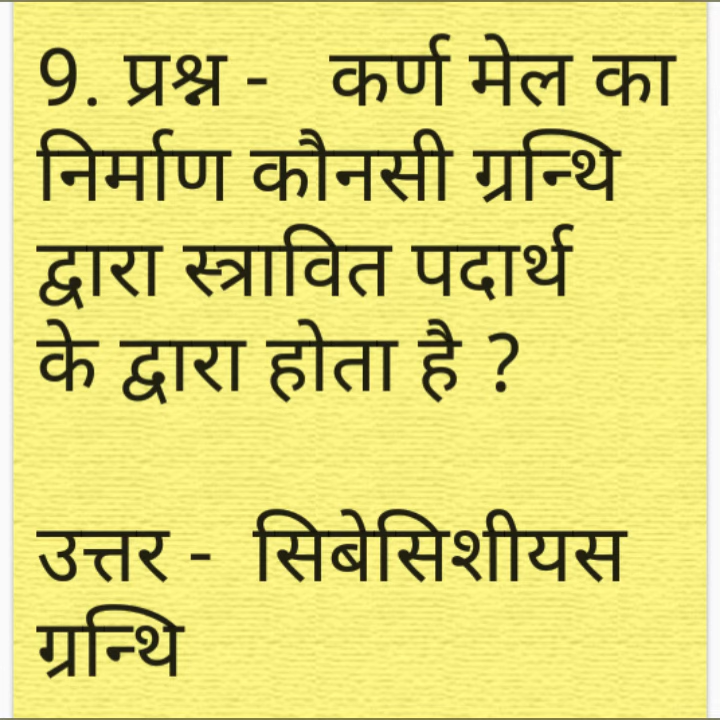 9. प्रश्न - कर्ण मेल का
निर्माण कौनसी ग्रन्थि
द्वारा स्त्रावित पदार्थ
के द्वारा होता है ?
उत्तर - सिबेसिशीयस
ग्रन्थि